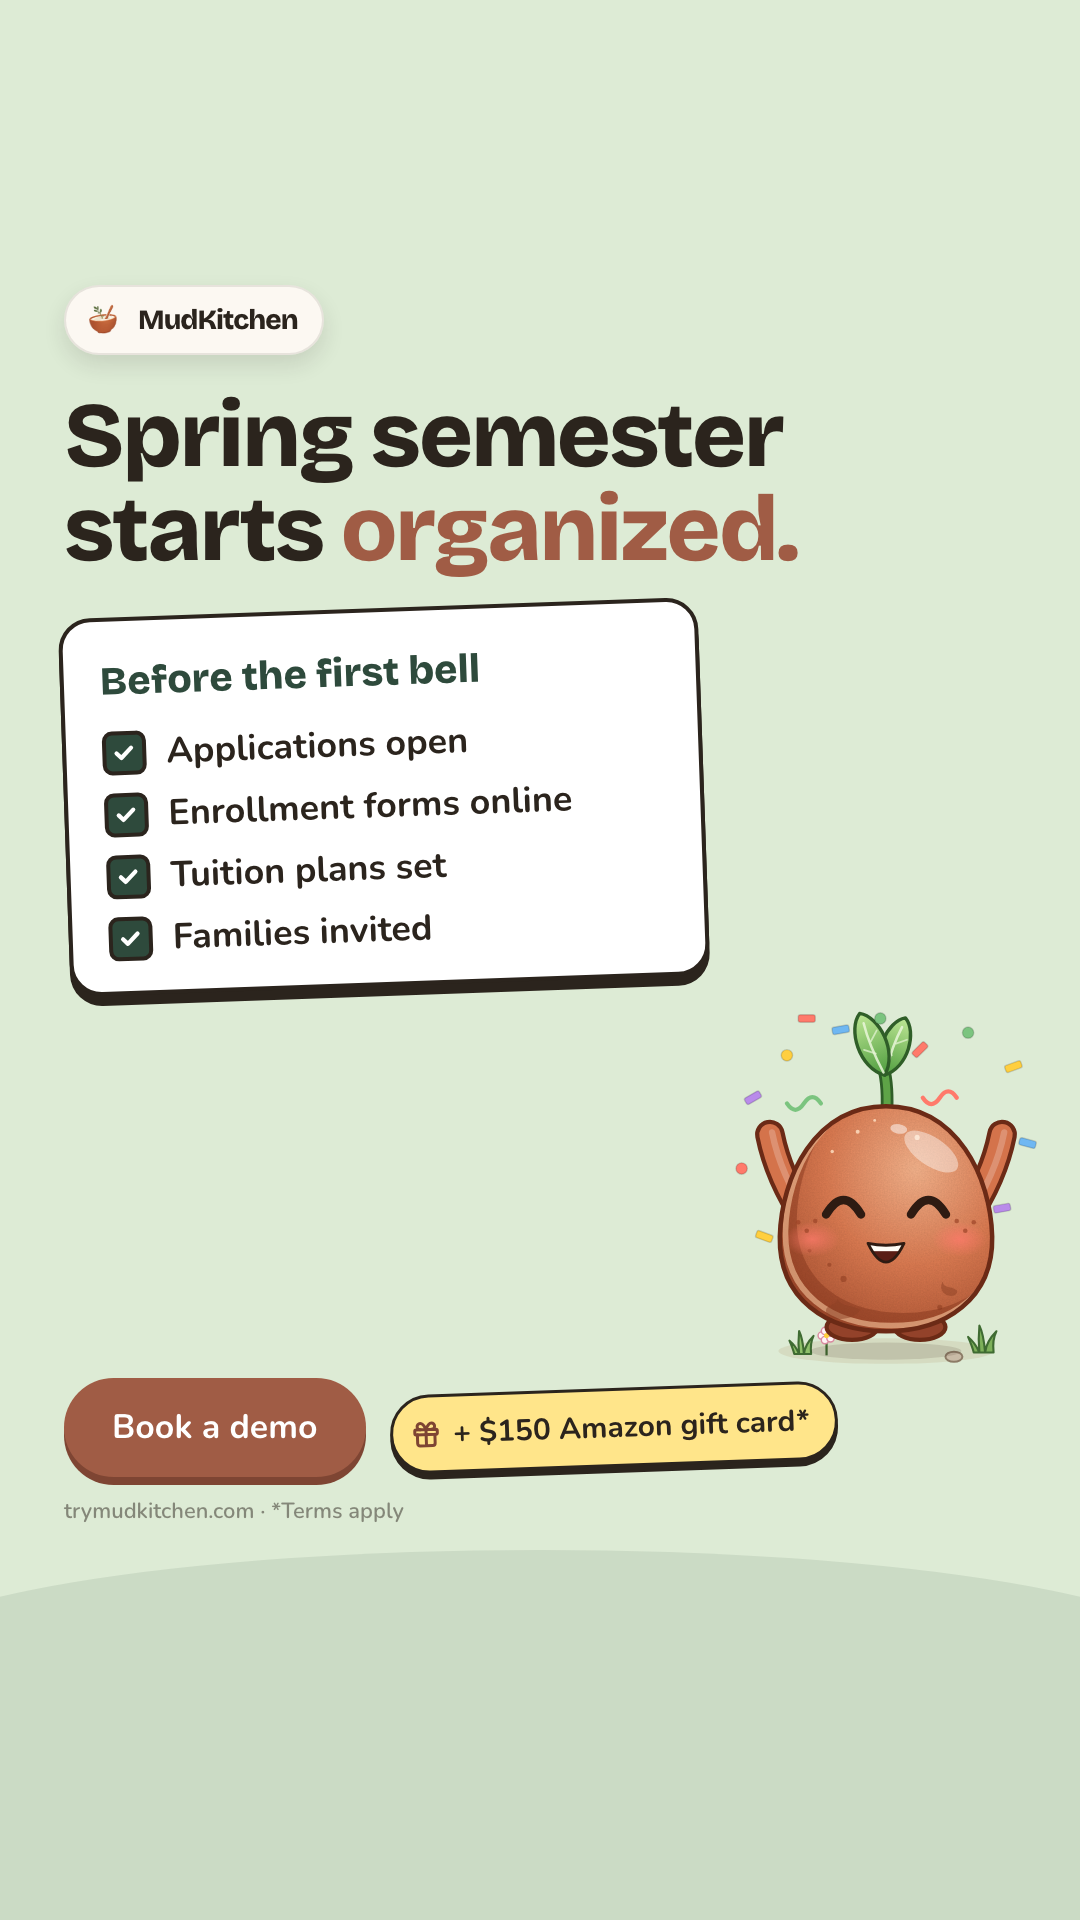 MudKitchen
Spring semester
starts organized.
Before the first bell
Applications open
Enrollment forms online
Tuition plans set
Families invited
Book a demo
+ $150 Amazon gift card*
trymudkitchen.com · *Terms apply